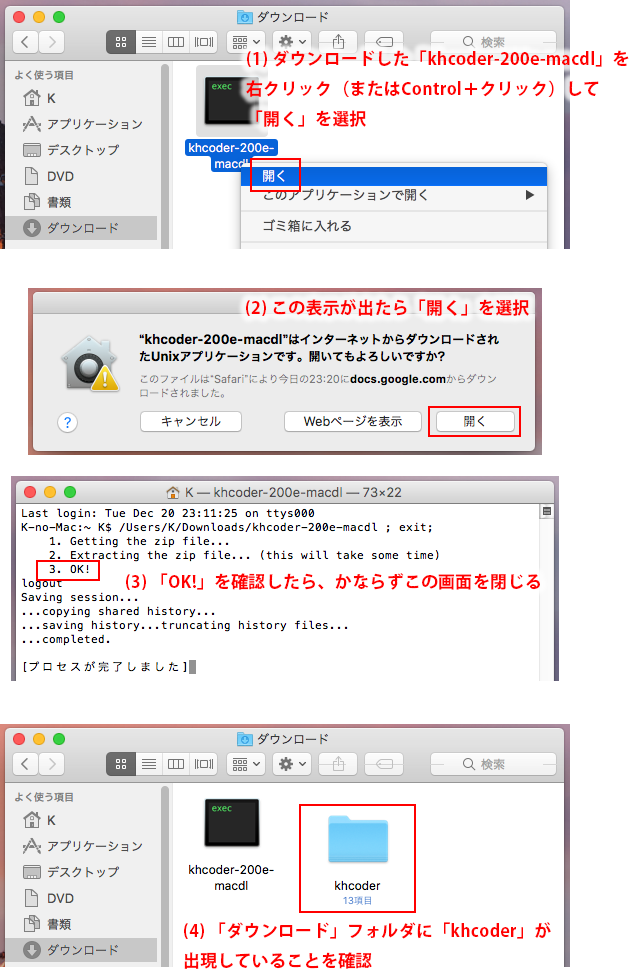 ダウンロード
検索
(1) ダウンロードした「khcoder-200e-macdl」を
右クリック（またはControl＋クリック）して
「開く」を選択
よく使う項目
K
アプリケーション
デスクトップ
DVD
書類
ダウンロード
exec
khcoder-200e-
macdl
開く
このアプリケーションで開く
ゴミ箱に入れる
(2) この表示が出たら「開く」を選択
“khcoder-200e-macdl”はインターネットからダウンロードされ
たUnixアプリケーションです。開いてもよろしいですか?
このファイルは“Safari”により今日の23:20にdocs.google.comからダウン
ロードされました。
?
キャンセル
Webページを表示
開く
K — khcoder-200e-macdl — 73×22
Last login: Tue Dec 20 23:11:25 on ttys000
K-no-Mac:~ K$ /Users/K/Downloads/khcoder-200e-macdl ; exit;
1. Getting the zip file...
2. Extracting the zip file... (this will take some time)
3. OK!
logout
(3) 「OK!」を確認したら、かならずこの画面を閉じる
Saving session...
...copying shared history...
...saving history...truncating history files...
...completed.
[プロセスが完了しました]
ダウンロード
検索
よく使う項目
K
アプリケーション
デスクトップ
DVD
書類
ダウンロード
exec
khcoder-200e-
macdl
khcoder
13項目
(4) 「ダウンロード」フォルダに「khcoder」が
出現していることを確認